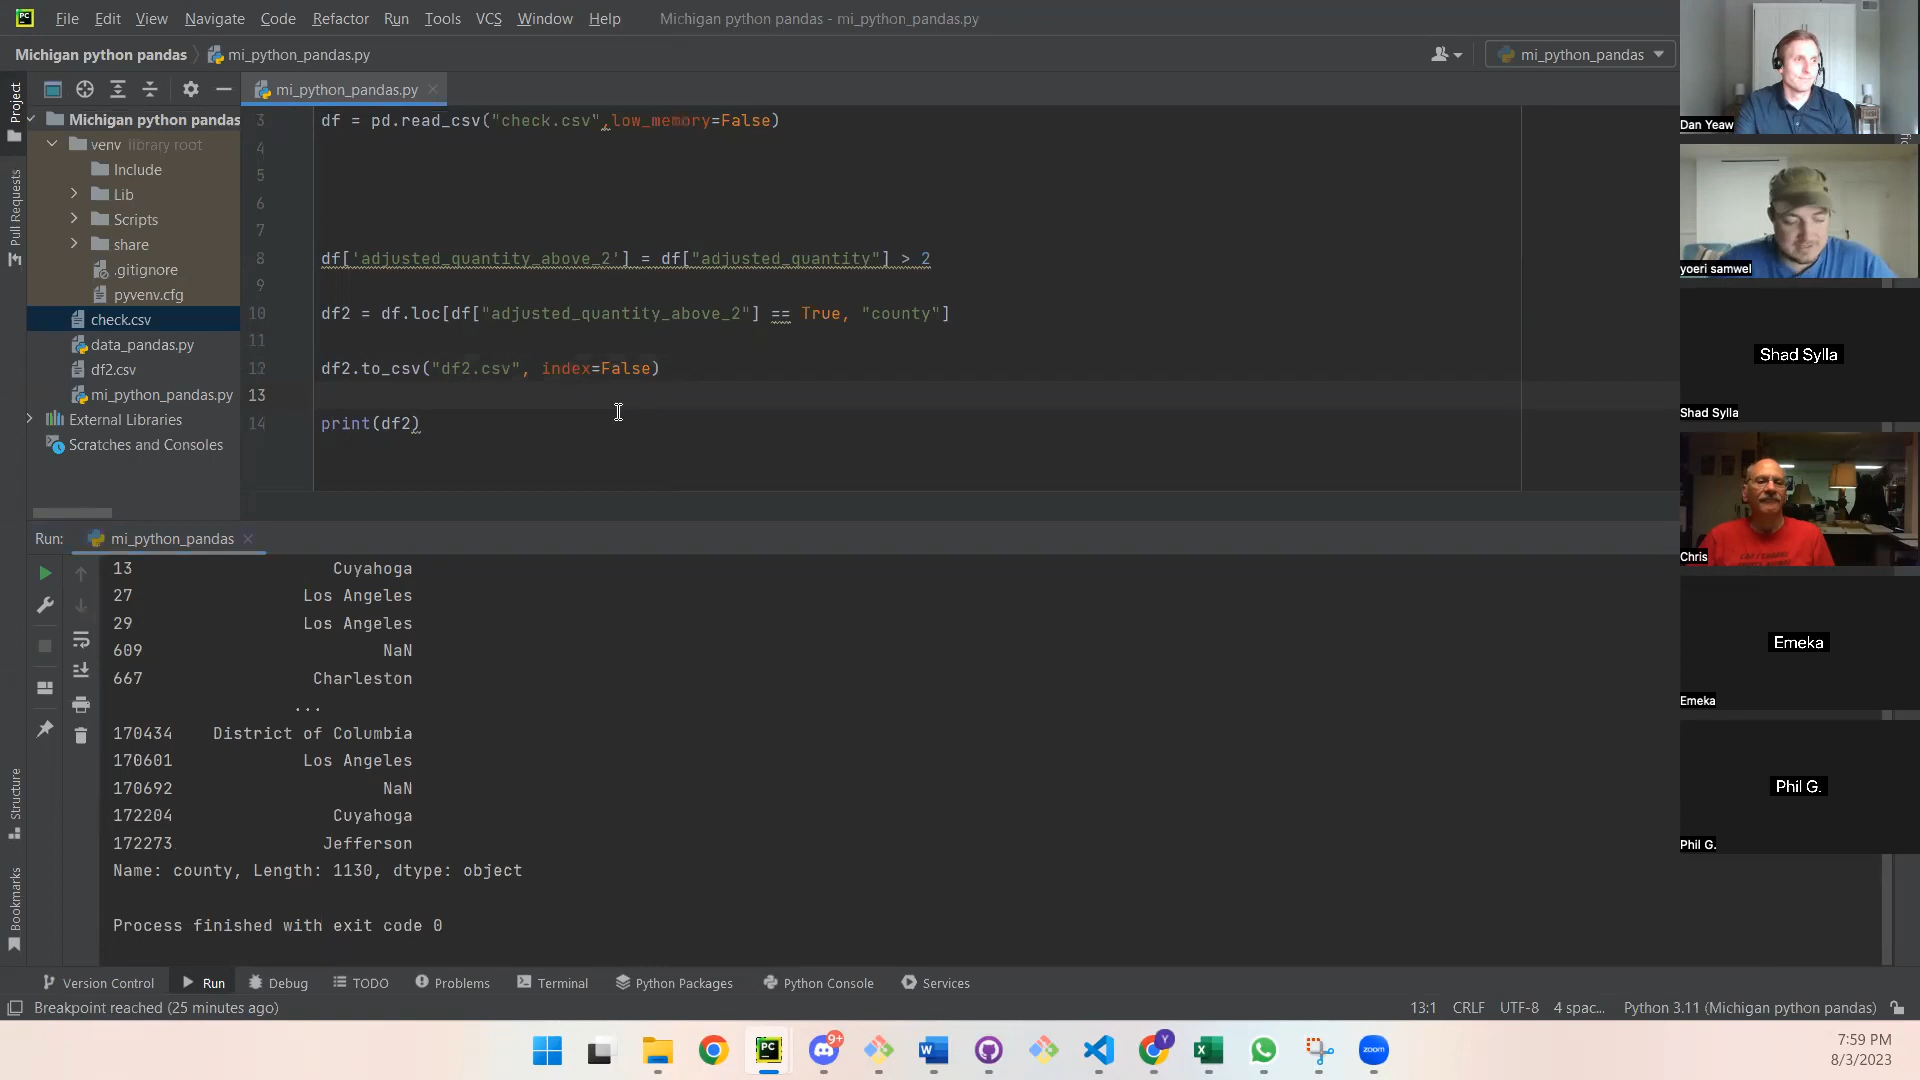 File Edit View Navigate Code Refactor Run Tools VCS Window Help Michigan python pandas - mi_python_pandas.py
Michigan python pandas mi_python_pandas.py
mi_python_pandas
Project
Pull Requests
Structure
Bookmarks
Michigan python pandas
venv library root
Include
Lib
Scripts
share
.gitignore
pyvenv.cfg
check.csv
data_pandas.py
df2.csv
mi_python_pandas.py
External Libraries
Scratches and Consoles
mi_python_pandas.py
3 df = pd.read_csv("check.csv",low_memory=False)
4
5
6
7
8 df['adjusted_quantity_above_2'] = df["adjusted_quantity"] > 2
9
10 df2 = df.loc[df["adjusted_quantity_above_2"] == True, "county"]
11
12 df2.to_csv("df2.csv", index=False)
13
14 print(df2)
Run: mi_python_pandas
13 Cuyahoga
27 Los Angeles
29 Los Angeles
609 NaN
667 Charleston
...
170434 District of Columbia
170601 Los Angeles
170692 NaN
172204 Cuyahoga
172273 Jefferson
Name: county, Length: 1130, dtype: object
Process finished with exit code 0
Version Control Run Debug TODO Problems Terminal Python Packages Python Console Services
Breakpoint reached (25 minutes ago)
13:1 CRLF UTF-8 4 spac... Python 3.11 (Michigan python pandas)
Dan Yeaw
yoeri samwel
Shad Sylla
Shad Sylla
Chris
Emeka
Emeka
Phil G.
Phil G.
PC
PC
9+
Y
zoom
7:59 PM
8/3/2023